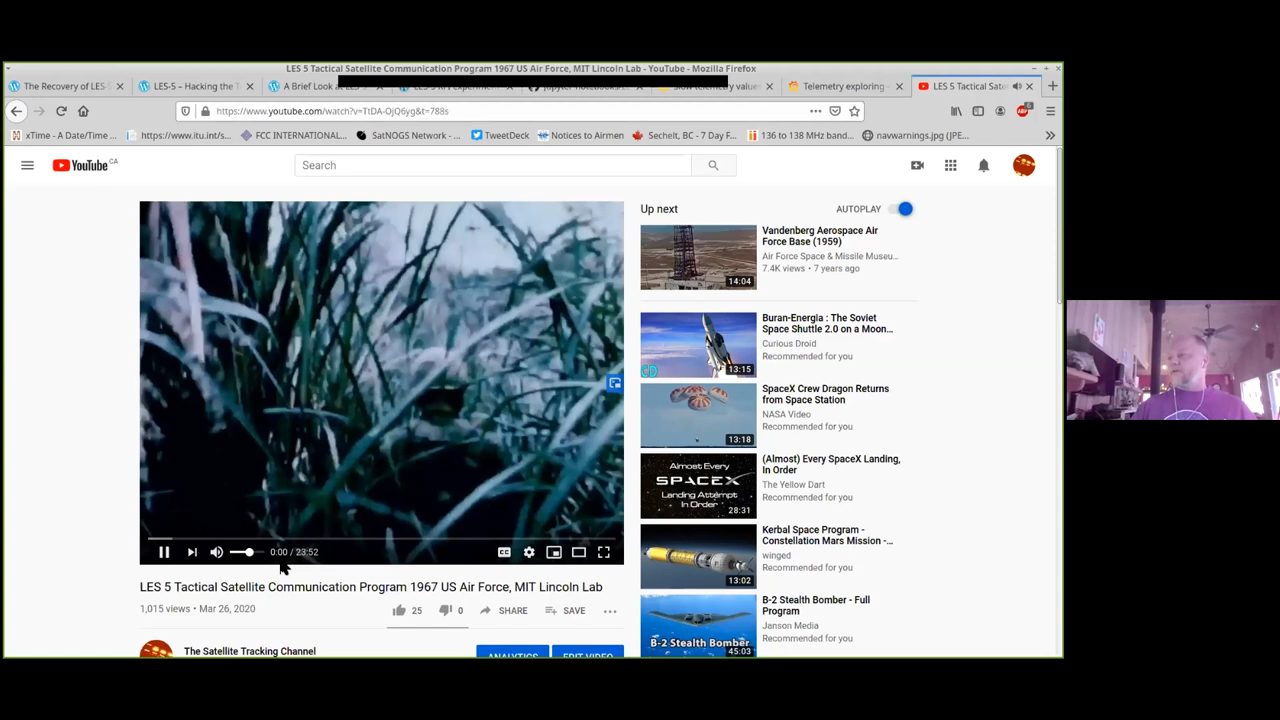 LES 5 Tactical Satellite Communication Program 1967 US Air Force, MIT Lincoln Lab - YouTube - Mozilla Firefox
The Recovery of LES-
LES-5 – Hacking the T
A Brief Look
Telemetry exploring -
LES 5 Tactical Sate
https://www.youtube.com/watch?v=TtDA-OjQ6yg&t=788s
xTime - A Date/Time ...
https://www.itu.int/s...
FCC INTERNATIONAL...
SatNOGS Network - ...
TweetDeck
Notices to Airmen
Sechelt, BC - 7 Day F...
136 to 138 MHz band...
navwarnings.jpg (JPE...
YouTube CA
Search
Up next
AUTOPLAY
Vandenberg Aerospace Air
Force Base (1959)
Air Force Space & Missile Museu...
7.4K views • 7 years ago
14:04
Buran-Energia : The Soviet
Space Shuttle 2.0 on a Moon...
Curious Droid
Recommended for you
CD
13:15
SpaceX Crew Dragon Returns
from Space Station
NASA Video
Recommended for you
13:18
(Almost) Every SpaceX Landing,
In Order
The Yellow Dart
Recommended for you
Almost Every
SPACEX
Landing Attempt
In Order
28:31
Kerbal Space Program -
Constellation Mars Mission -...
winged
Recommended for you
13:02
B-2 Stealth Bomber - Full
Program
Janson Media
Recommended for you
B-2 Stealth Bomber
45:03
0:00 / 23:52
CC
LES 5 Tactical Satellite Communication Program 1967 US Air Force, MIT Lincoln Lab
1,015 views • Mar 26, 2020
25
0
SHARE
SAVE
The Satellite Tracking Channel
ANALYTICS
EDIT VIDEO